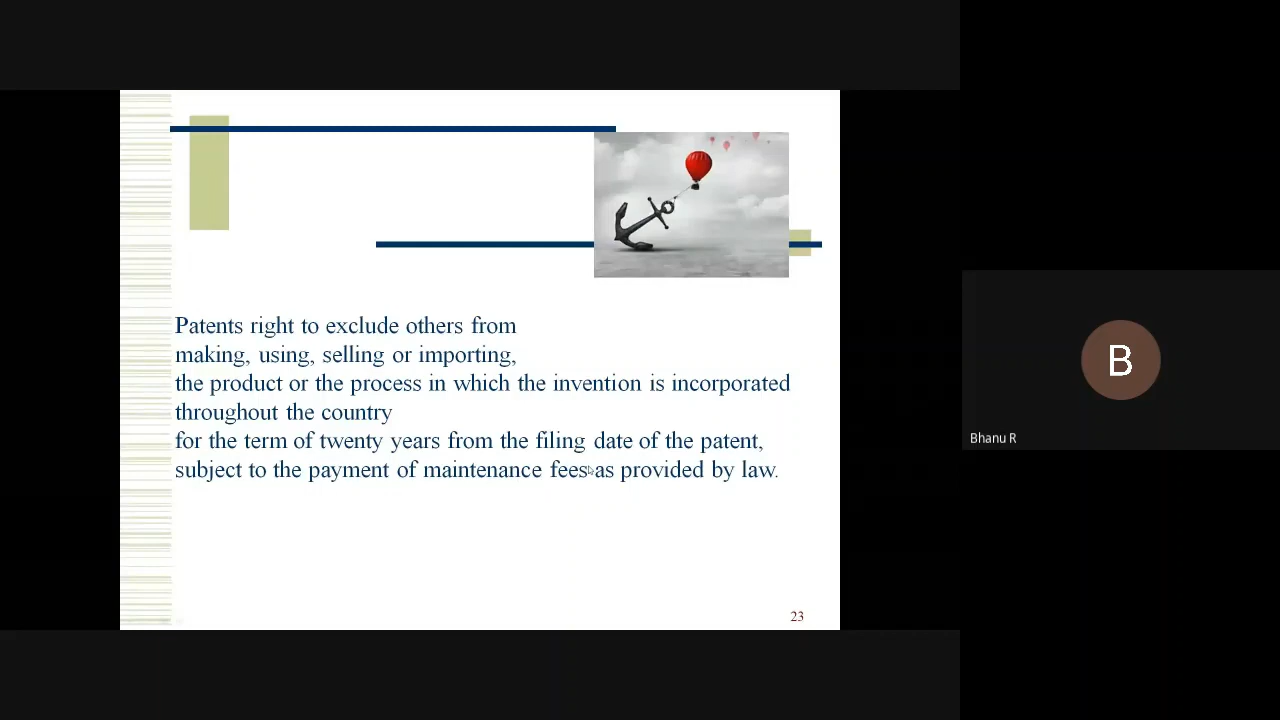 Patents right to exclude others from
making, using, selling or importing,
the product or the process in which the invention is incorporated
throughout the country
for the term of twenty years from the filing date of the patent,
subject to the payment of maintenance fees as provided by law.
23
B
Bhanu R